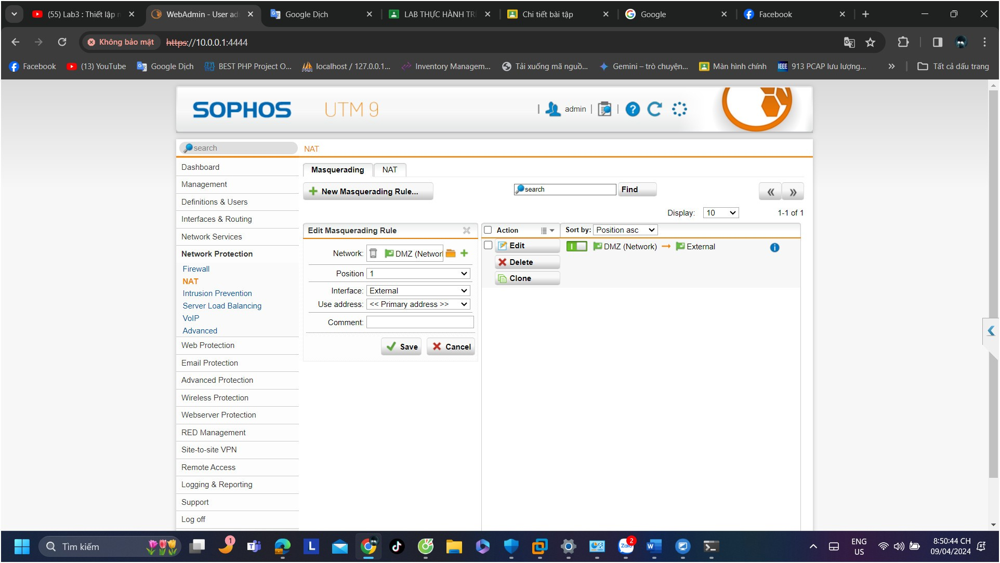 (55) Lab3 : Thiết lập n
WebAdmin - User ad
Google Dịch
LAB THỰC HÀNH TRÊ
Chi tiết bài tập
Google
Facebook
Không bảo mật
https://10.0.0.1:4444
Facebook
(13) YouTube
Google Dịch
BEST PHP Project O...
localhost / 127.0.0.1...
Inventory Managem...
Tải xuống mã nguồ...
Gemini – trò chuyện...
Màn hình chính
IEEE
913 PCAP lưu lượng...
Tất cả dấu trang
SOPHOS
UTM 9
admin
search
NAT
Dashboard
Management
Definitions & Users
Interfaces & Routing
Network Services
Network Protection
Firewall
NAT
Intrusion Prevention
Server Load Balancing
VoIP
Advanced
Web Protection
Email Protection
Advanced Protection
Wireless Protection
Webserver Protection
RED Management
Site-to-site VPN
Remote Access
Logging & Reporting
Support
Log off
Masquerading
NAT
New Masquerading Rule...
search
Find
Display:
10
1-1 of 1
Edit Masquerading Rule
Network:
DMZ (Networ
Position
1
Interface:
External
Use address:
<< Primary address >>
Comment:
Save
Cancel
Action
Sort by:
Position asc
Edit
Delete
Clone
DMZ (Network)
External
Tìm kiếm
1
L
Zalo
2
W
ENG
US
8:50:44 CH
09/04/2024